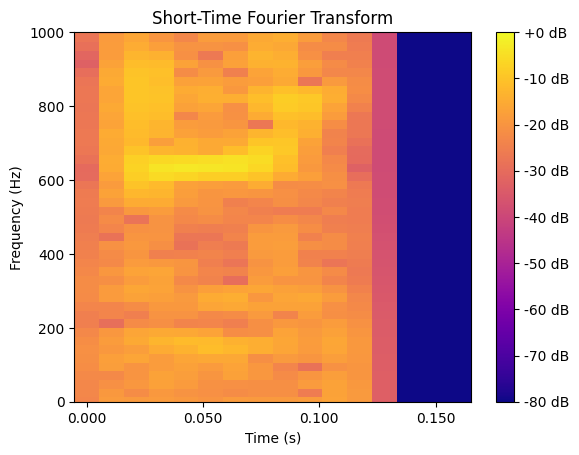 Short-Time Fourier Transform
1000
800
600
400
200
0
Frequency (Hz)
0.000
0.050
0.100
0.150
Time (s)
+0 dB
-10 dB
-20 dB
-30 dB
-40 dB
-50 dB
-60 dB
-70 dB
-80 dB